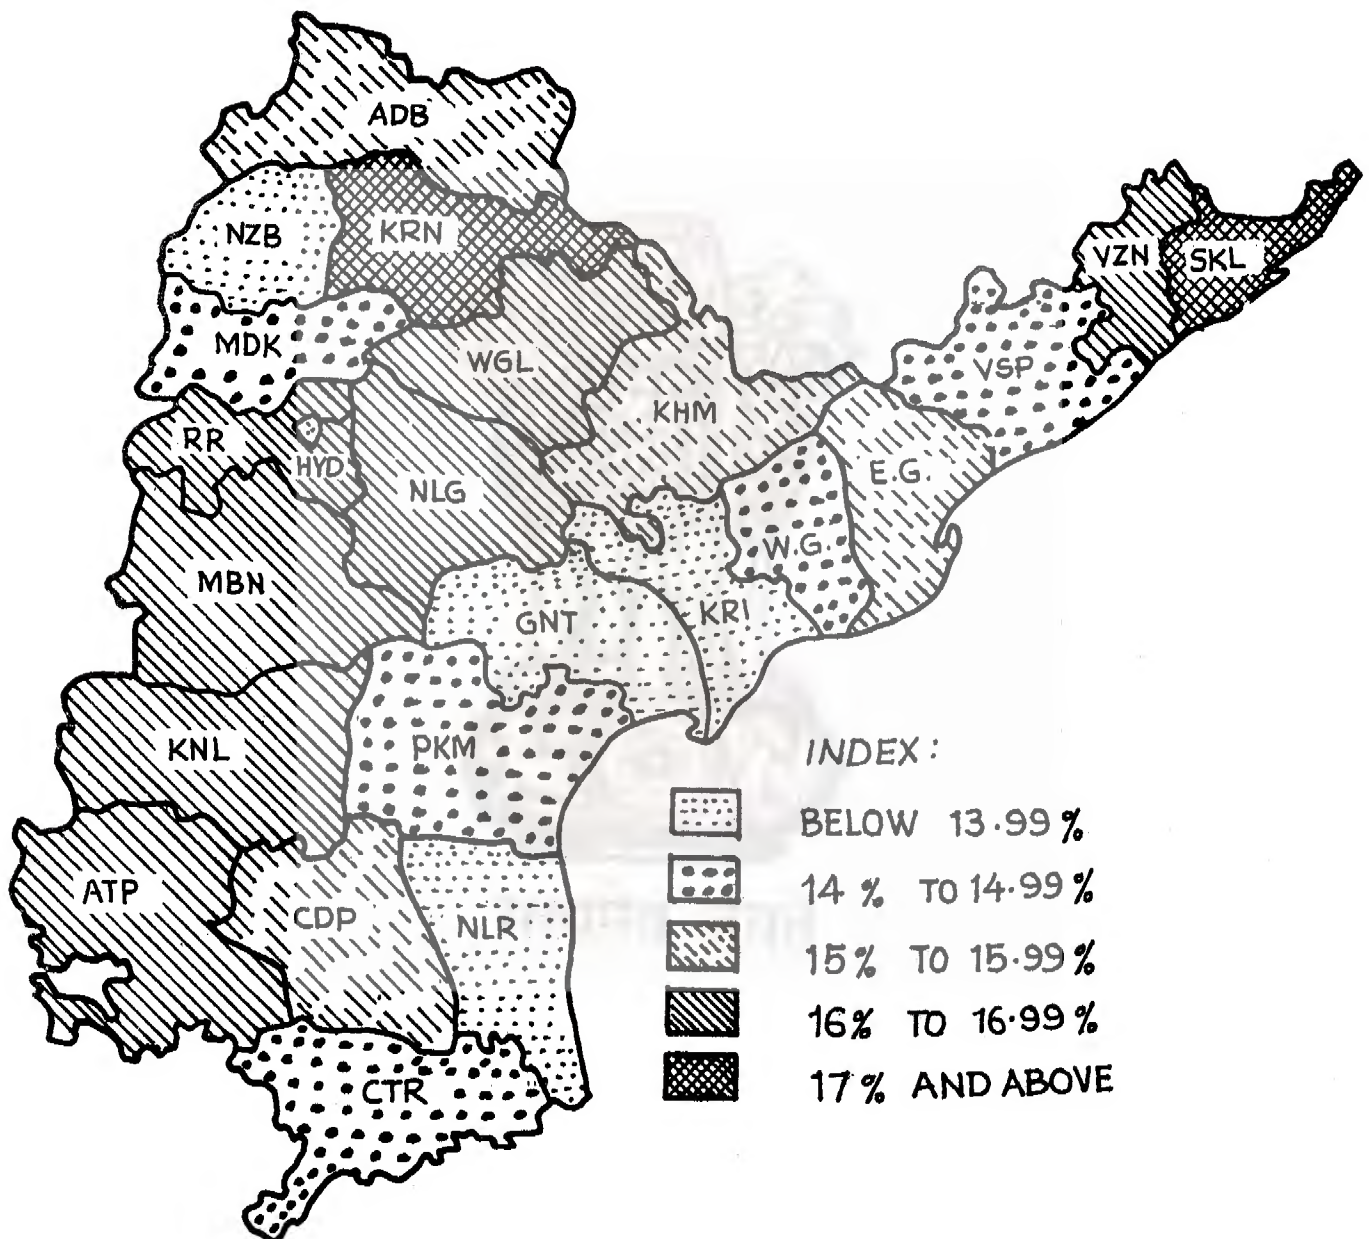 ADB
NZB
KRN
VZN
SKL
MDK
WGL
VSP
KHM
RR
HYD
NLG
E.G.
W.G.
MBN
GNT
KRI
KNL
PKM
ATP
CDP
NLR
CTR
INDEX:
BELOW 13.99%
14% TO 14.99%
15% TO 15.99%
16% TO 16.99%
17% AND ABOVE